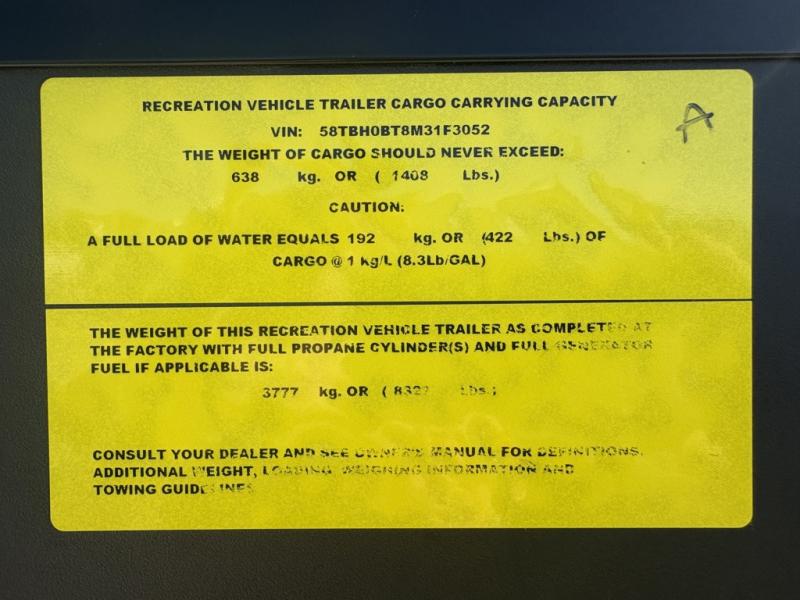 RECREATION VEHICLE TRAILER CARGO CARRYING CAPACITY
A
VIN: 58TBH0BT8M31F3052
THE WEIGHT OF CARGO SHOULD NEVER EXCEED:
638 kg. OR ( 1408 Lbs.)
CAUTION:
A FULL LOAD OF WATER EQUALS 192 kg. OR (422 Lbs.) OF
CARGO @ 1 kg/L (8.3Lb/GAL)
THE WEIGHT OF THIS RECREATION VEHICLE TRAILER AS COMPLETED AT
THE FACTORY WITH FULL PROPANE CYLINDER(S) AND FULL GENERATOR
FUEL IF APPLICABLE IS:
3777 kg. OR ( 8327 Lbs.)
CONSULT YOUR DEALER AND SEE OWNER'S MANUAL FOR DEFINITIONS,
ADDITIONAL WEIGHT, LOADING, WEIGHING INFORMATION AND
TOWING GUIDELINES